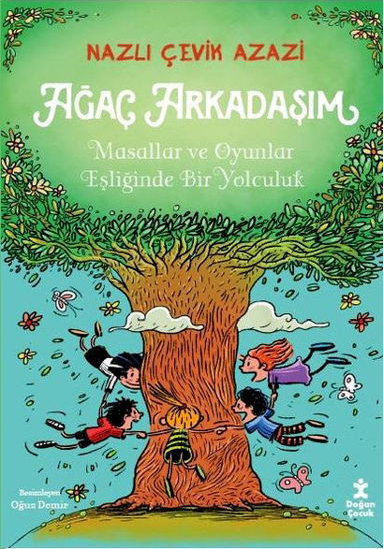 NAZLI ÇEVİK AZAZİ
AĞAÇ ARKADAŞIM
Masallar ve Oyunlar
Eşliğinde Bir Yolculuk
Resimleyen
Oğuz Demir
Doğan
Çocuk